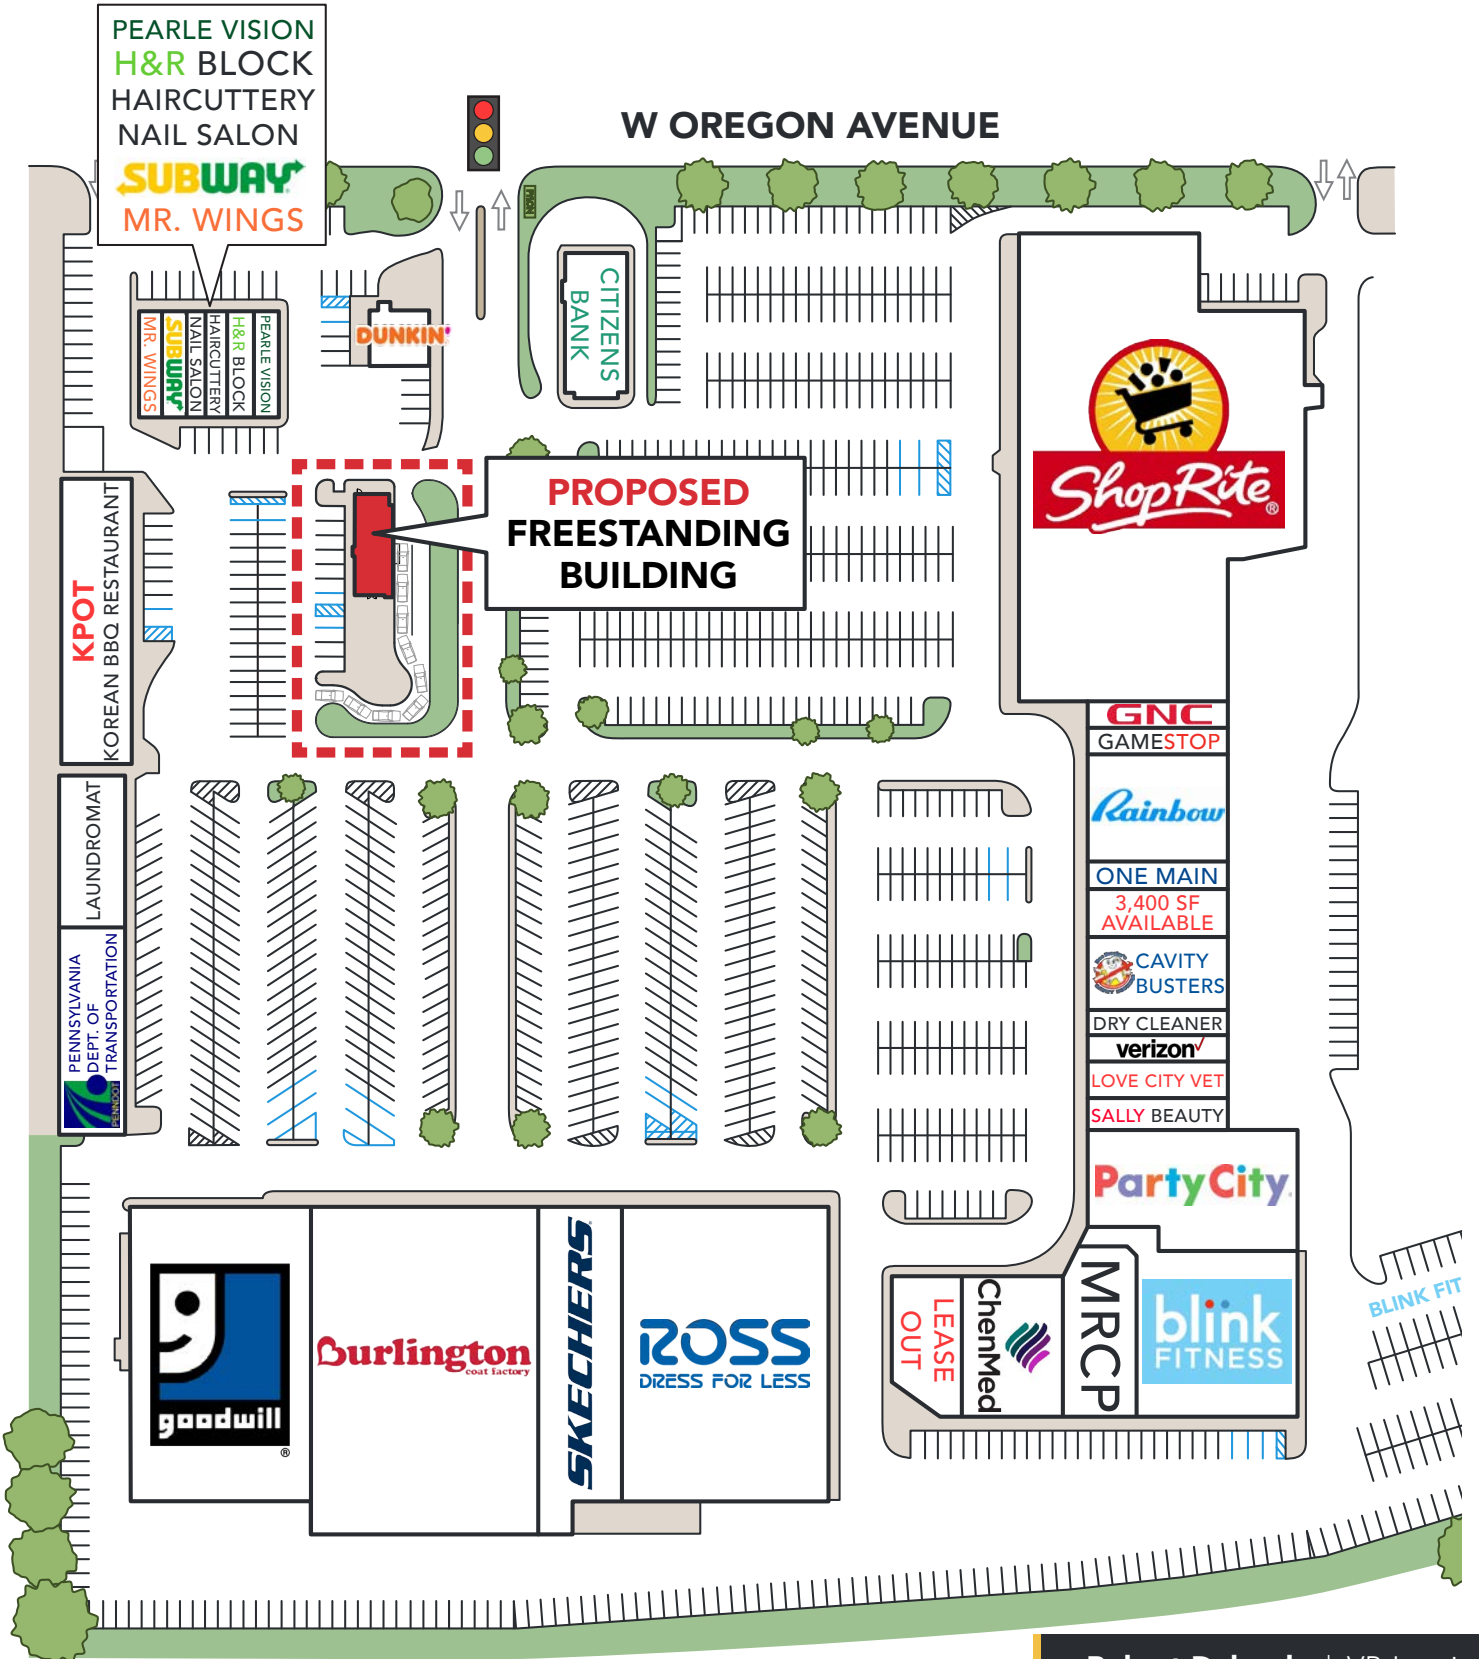 PEARLE VISION
H&R BLOCK
HAIRCUTTERY
NAIL SALON
SUBWAY
MR. WINGS
W OREGON AVENUE
MR. WINGS
SUBWAY
NAIL SALON
HAIRCUTTERY
H&R BLOCK
PEARLE VISION
DUNKIN'
CITIZENS
BANK
ShopRite®
PROPOSED
FREESTANDING
BUILDING
KPOT
KOREAN BBQ RESTAURANT
LAUNDROMAT
PENNSYLVANIA
DEPT. OF
TRANSPORTATION
PENNDOT
GNC
GAMESTOP
Rainbow
ONE MAIN
3,400 SF
AVAILABLE
CAVITY
BUSTERS
DRY CLEANER
verizon
LOVE CITY VET
SALLY BEAUTY
Party City
goodwill
®
Burlington
coat factory
SKECHERS
ROSS
DRESS FOR LESS
LEASE
OUT
ChenMed
MRCP
blink
FITNESS
BLINK FIT